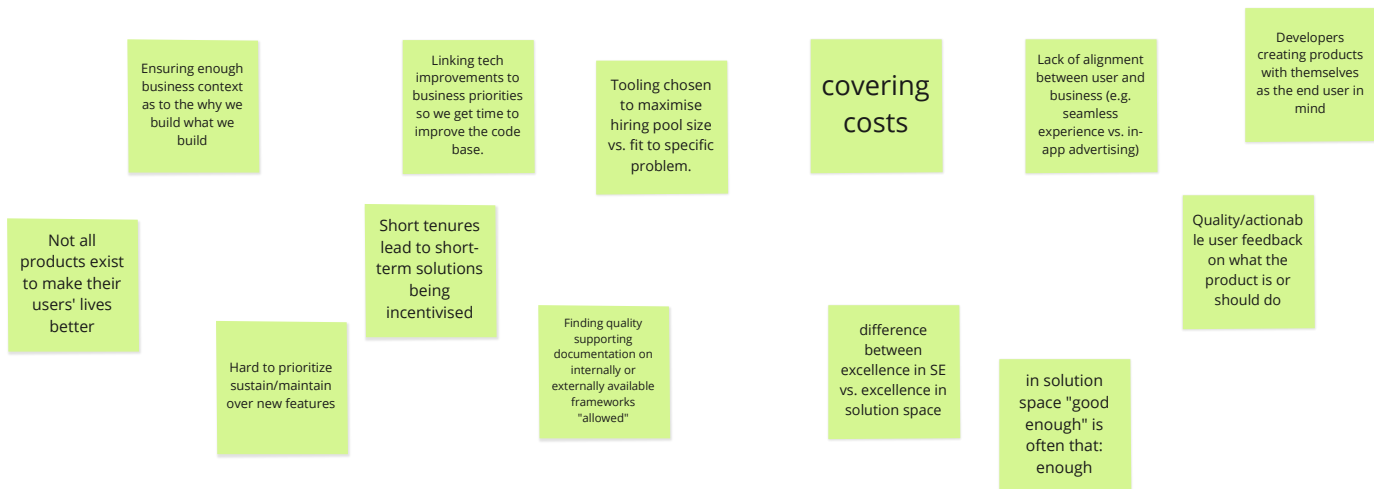 Ensuring enough
business context
as to the why we
build what we
build
Linking tech
improvements to
business priorities
so we get time to
improve the code
base.
Tooling chosen
to maximise
hiring pool size
vs. fit to specific
problem.
covering
costs
Lack of alignment
between user and
business (e.g.
seamless
experience vs. in-
app advertising)
Developers
creating products
with themselves
as the end user in
mind
Not all
products exist
to make their
users' lives
better
Short tenures
lead to short-
term solutions
being
incentivised
Quality/actionab
le user feedback
on what the
product is or
should do
Hard to prioritize
sustain/maintain
over new features
Finding quality
supporting
documentation on
internally or
externally available
frameworks
"allowed"
difference
between
excellence in SE
vs. excellence in
solution space
in solution
space "good
enough" is
often that:
enough